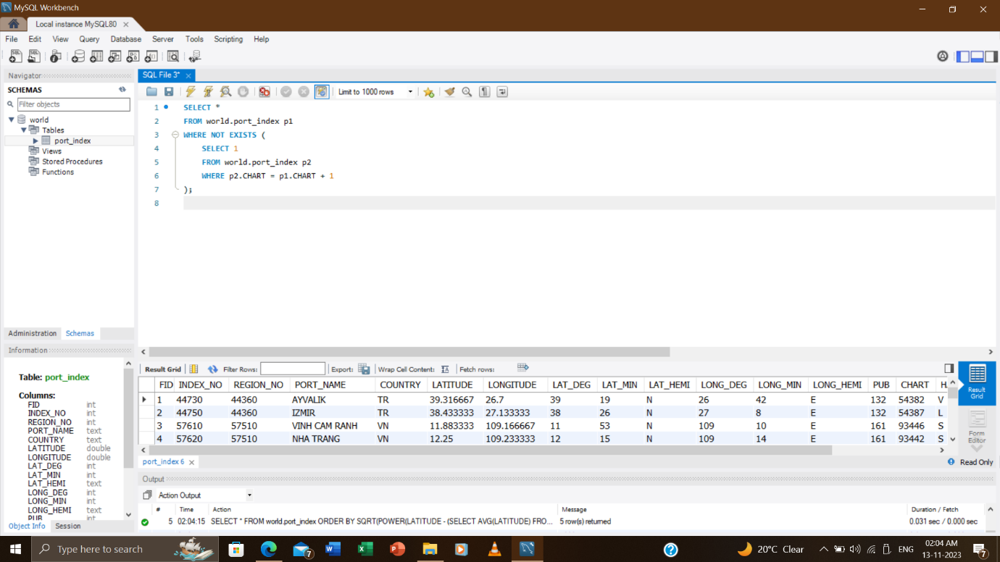 MySQL Workbench
Local instance MySQL80
File Edit View Query Database Server Tools Scripting Help
Navigator
SCHEMAS
Filter objects
world
Tables
port_index
Views
Stored Procedures
Functions
Administration Schemas
Information
Table: port_index
Columns:
FID int
INDEX_NO int
REGION_NO int
PORT_NAME text
COUNTRY text
LATITUDE double
LONGITUDE double
LAT_DEG int
LAT_MIN int
LAT_HEMI text
LONG_DEG int
LONG_MIN int
LONG_HEMI text
PUB int
Object Info Session
SQL File 3*
Limit to 1000 rows
1 SELECT *
2 FROM world.port_index p1
3 WHERE NOT EXISTS (
4 SELECT 1
5 FROM world.port_index p2
6 WHERE p2.CHART = p1.CHART + 1
7 );
8
Result Grid Filter Rows: Export: Wrap Cell Content: Fetch rows:
FID INDEX_NO REGION_NO PORT_NAME COUNTRY LATITUDE LONGITUDE LAT_DEG LAT_MIN LAT_HEMI LONG_DEG LONG_MIN LONG_HEMI PUB CHART
1 44730 44360 AYVALIK TR 39.316667 26.7 39 19 N 26 42 E 132 54382 V
2 44750 44360 IZMIR TR 38.433333 27.133333 38 26 N 27 8 E 132 54387 L
3 57610 57510 VINH CAM RANH VN 11.883333 109.166667 11 53 N 109 10 E 161 93446 S
4 57620 57510 NHA TRANG VN 12.25 109.233333 12 15 N 109 14 E 161 93442 S
Result Grid
Form Editor
port_index 6
Read Only
Output
Action Output
# Time Action Message Duration / Fetch
5 02:04:15 SELECT * FROM world.port_index ORDER BY SQRT(POWER(LATITUDE - (SELECT AVG(LATITUDE) FRO... 5 row(s) returned 0.031 sec / 0.000 sec
Type here to search
7
20°C Clear
ENG
02:04 AM
13-11-2023
7